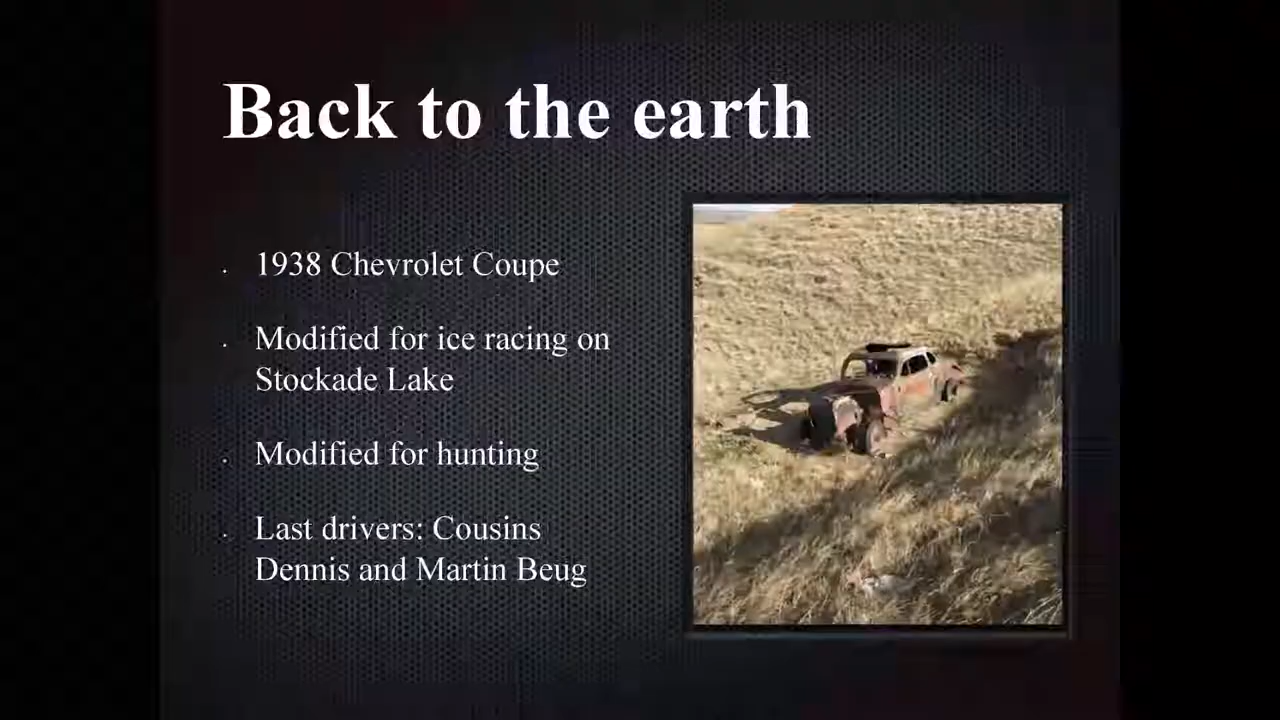 Back to the earth
1938 Chevrolet Coupe
Modified for ice racing on
Stockade Lake
Modified for hunting
Last drivers: Cousins
Dennis and Martin Beug